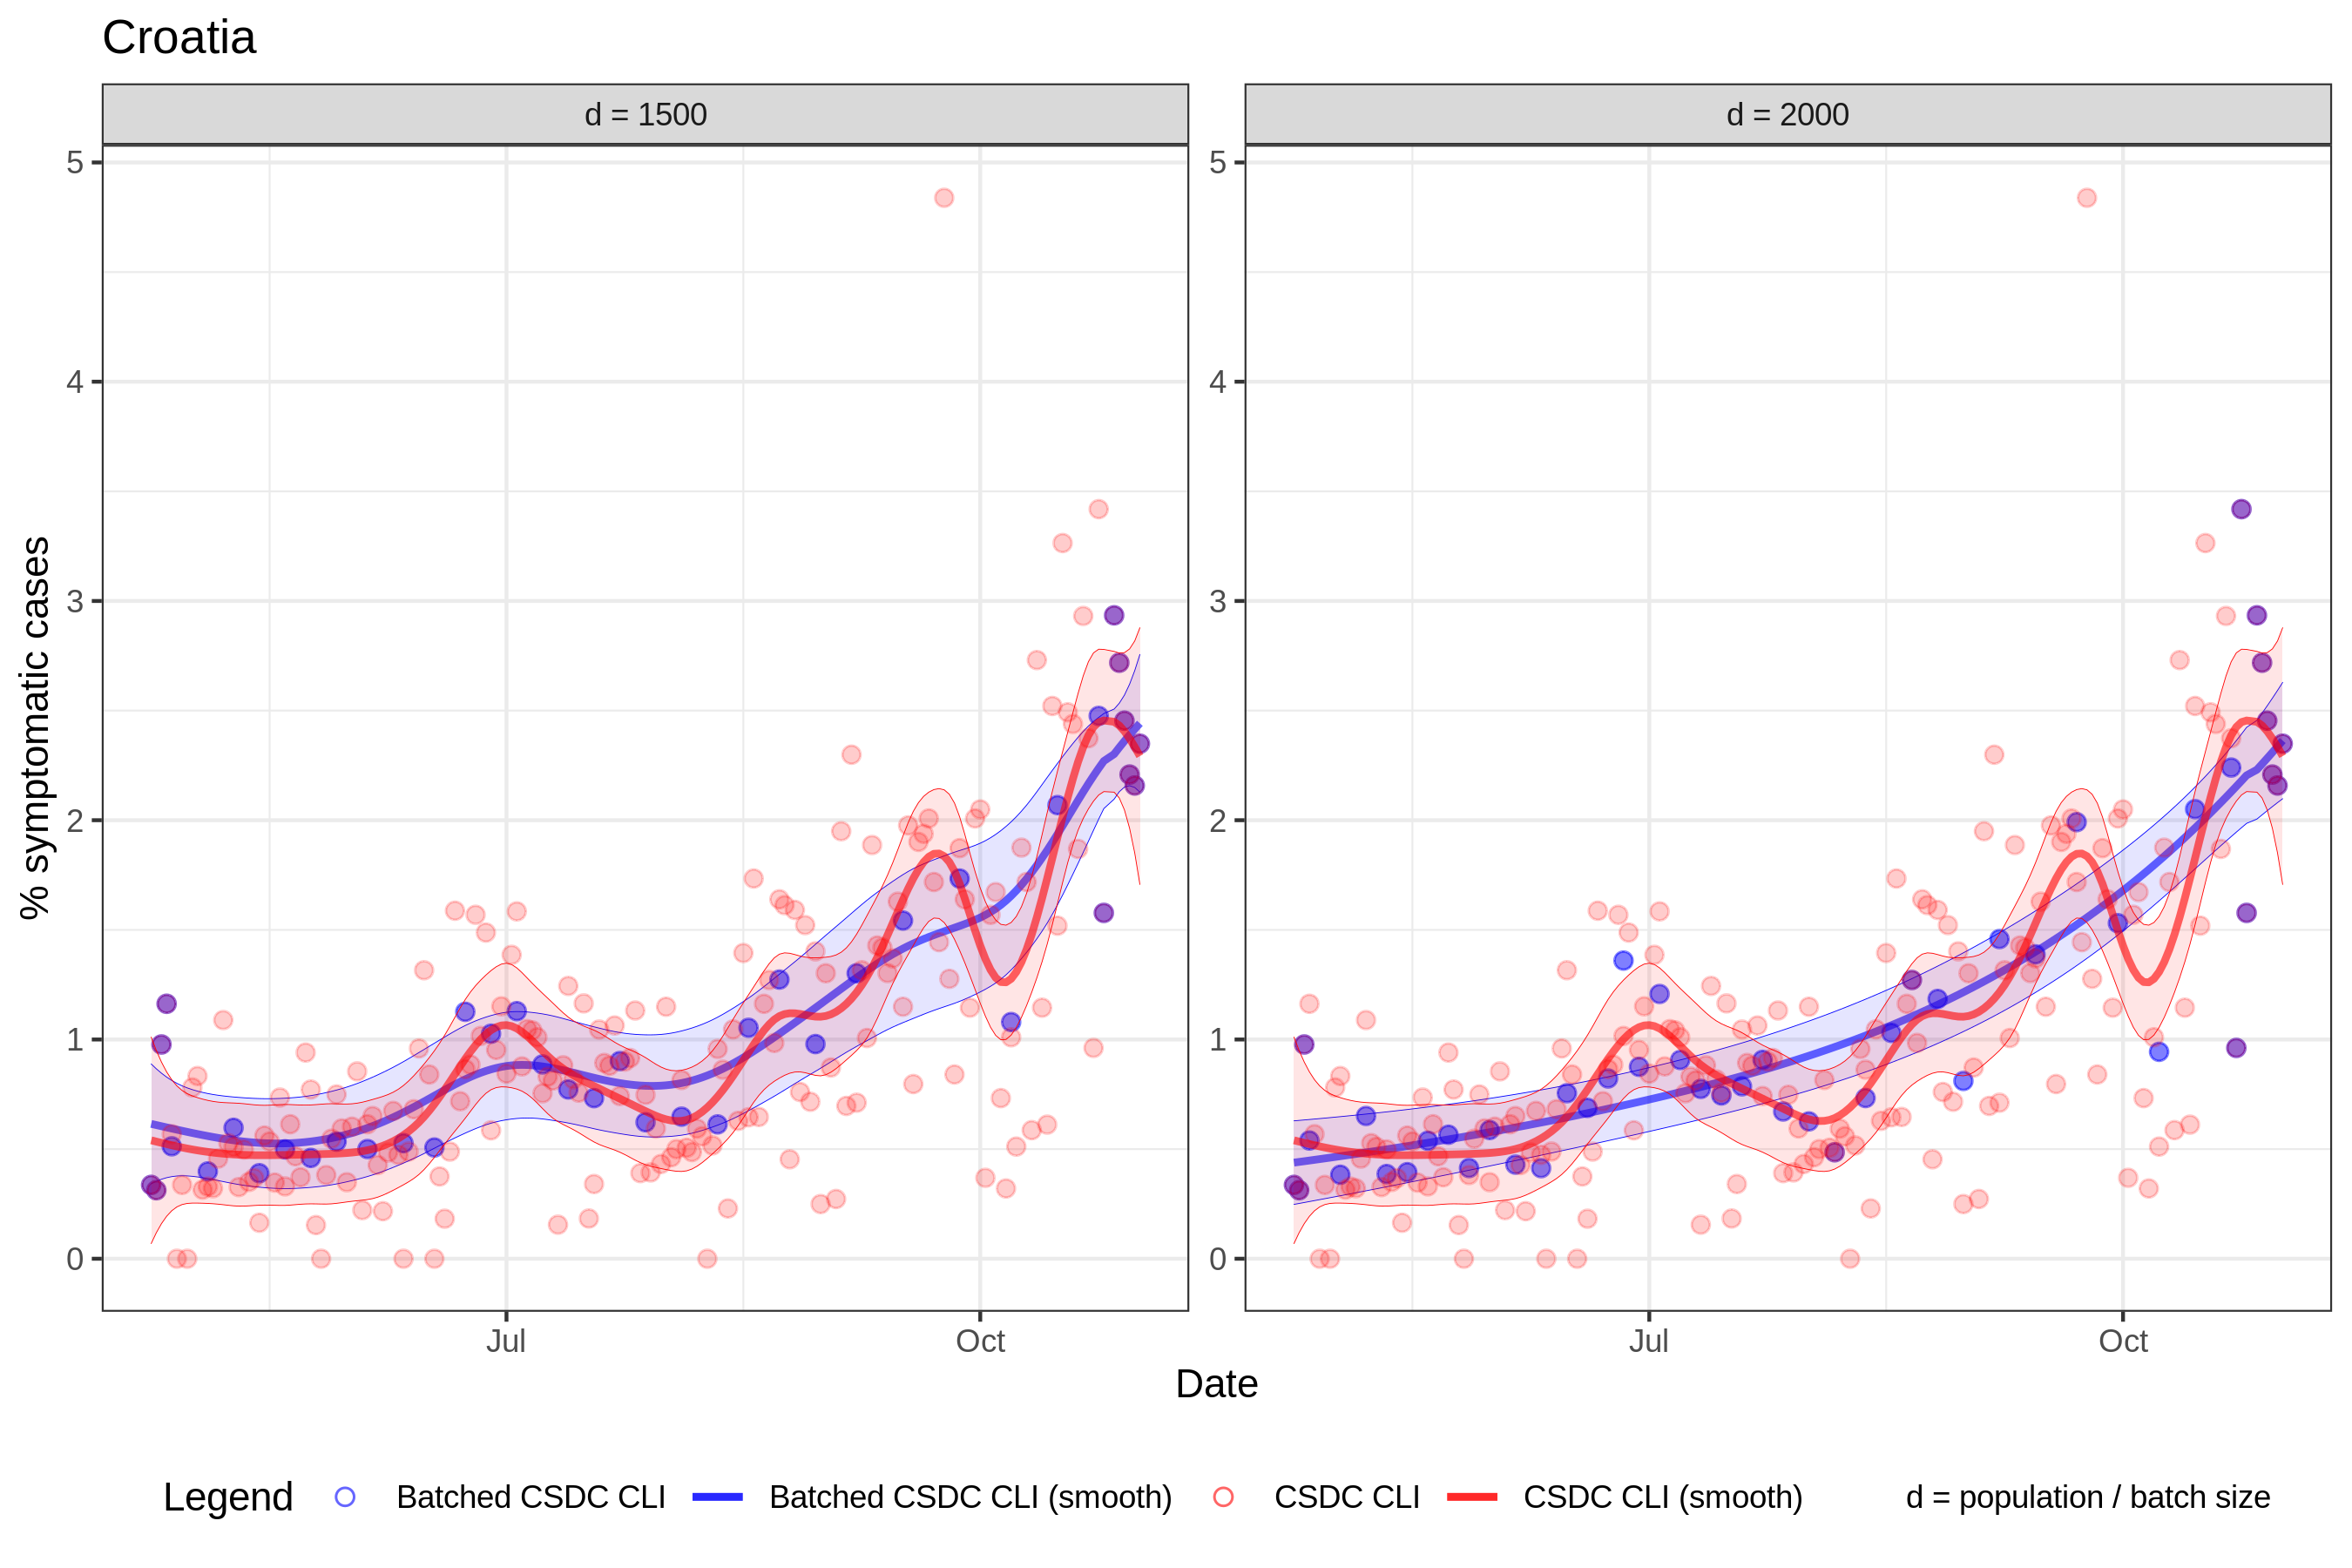 Croatia
d = 1500
d = 2000
% symptomatic cases
5
4
3
2
1
0
5
4
3
2
1
0
Jul
Oct
Jul
Oct
Date
Legend
Batched CSDC CLI
Batched CSDC CLI (smooth)
CSDC CLI
CSDC CLI (smooth)
d = population / batch size